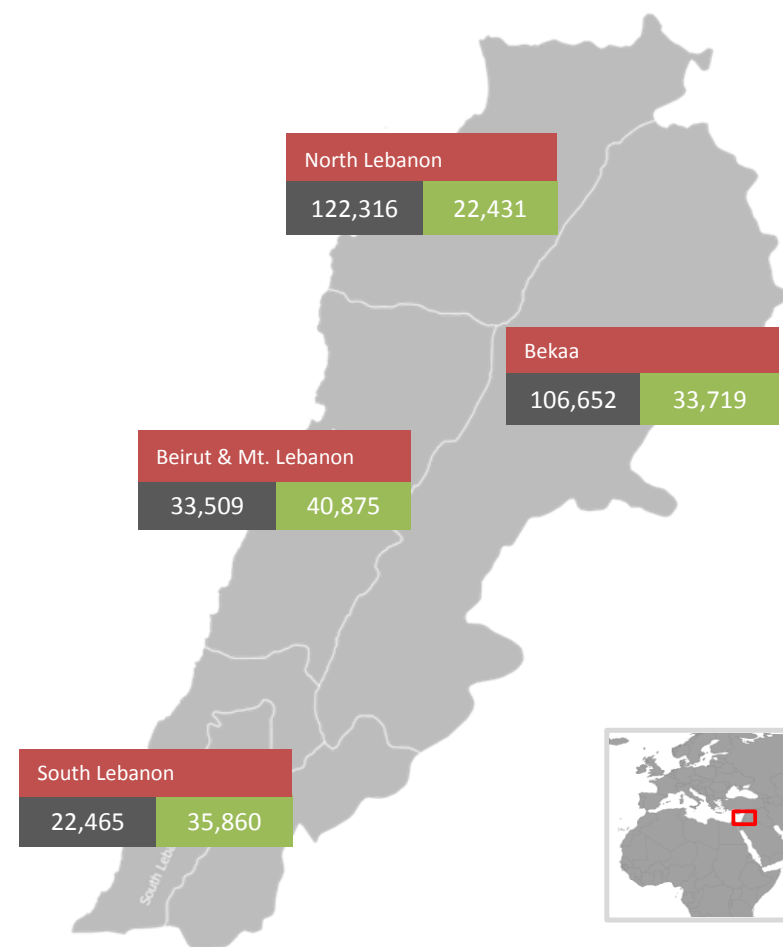 North Lebanon
122,316 22,431
Bekaa
106,652 33,719
Beirut & Mt. Lebanon
33,509 40,875
South Lebanon
22,465 35,860
South